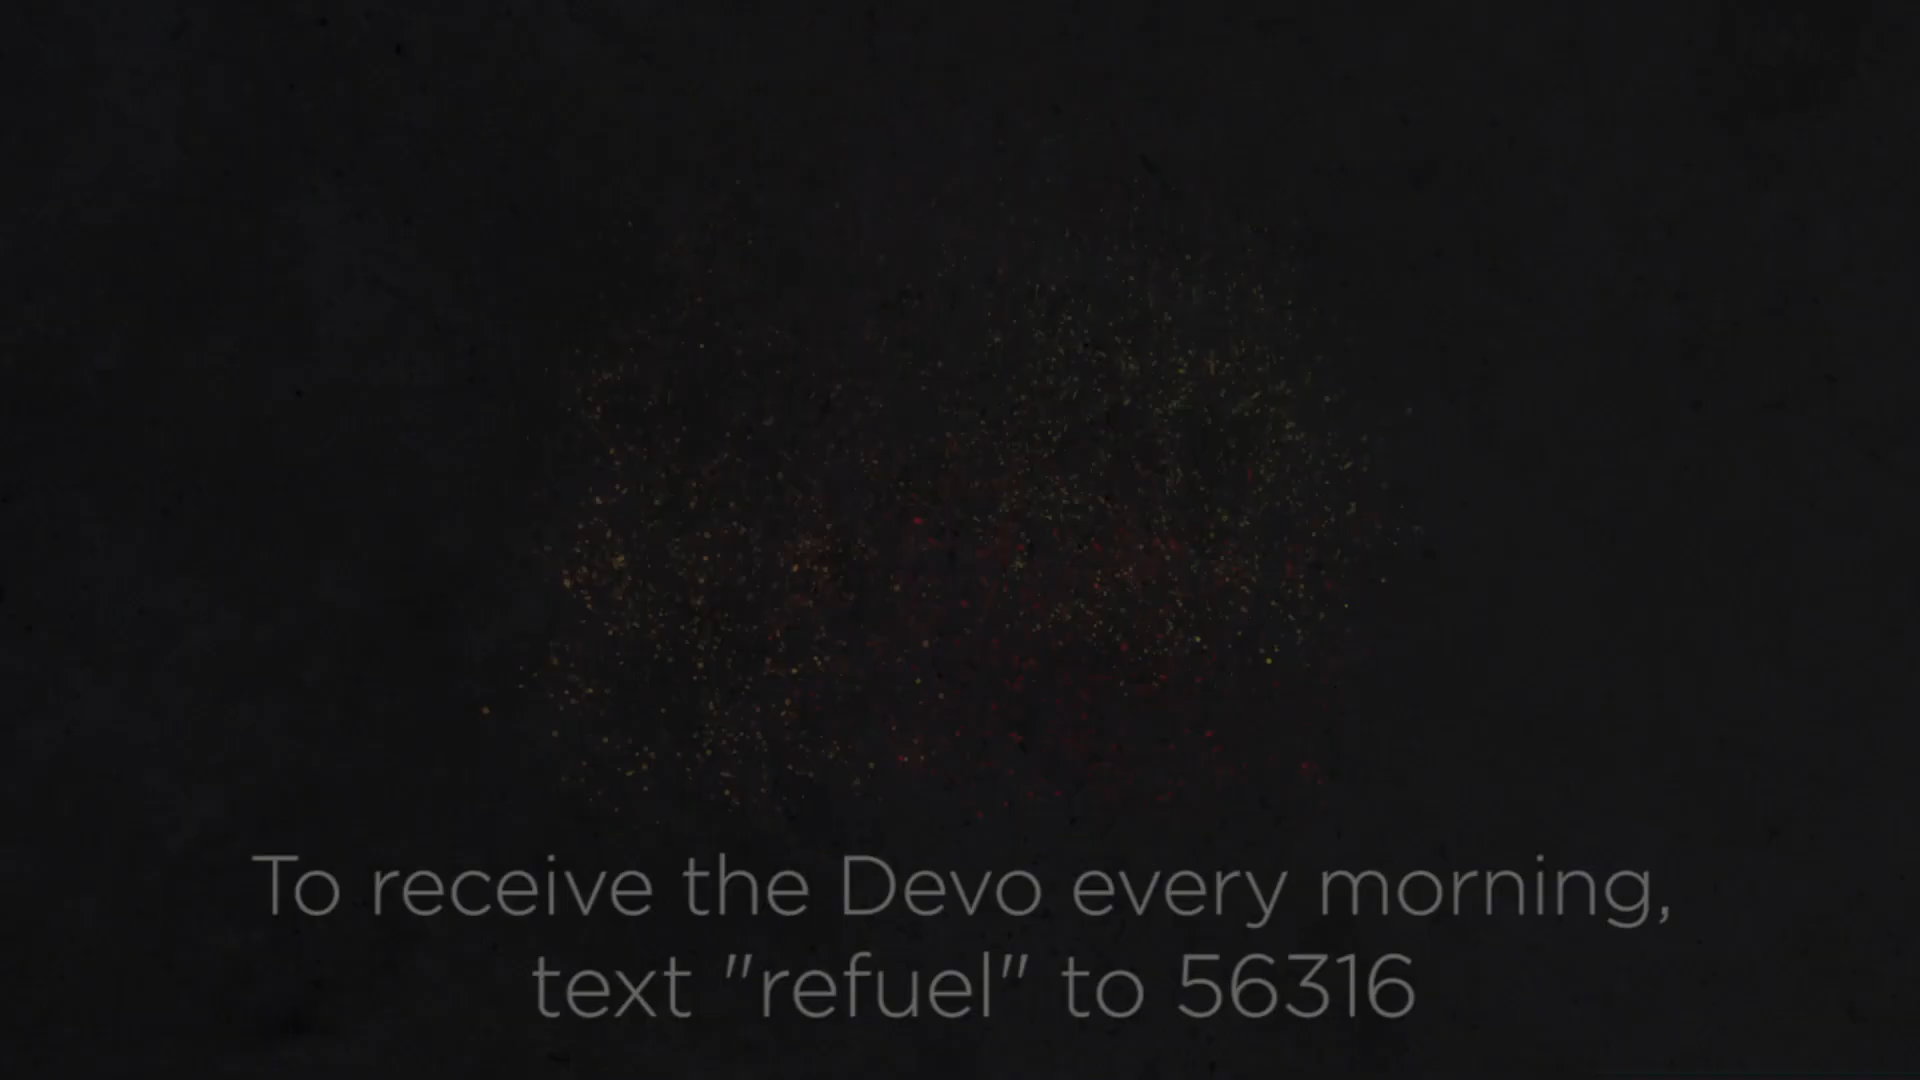 To receive the Devo every morning,
text "refuel" to 56316